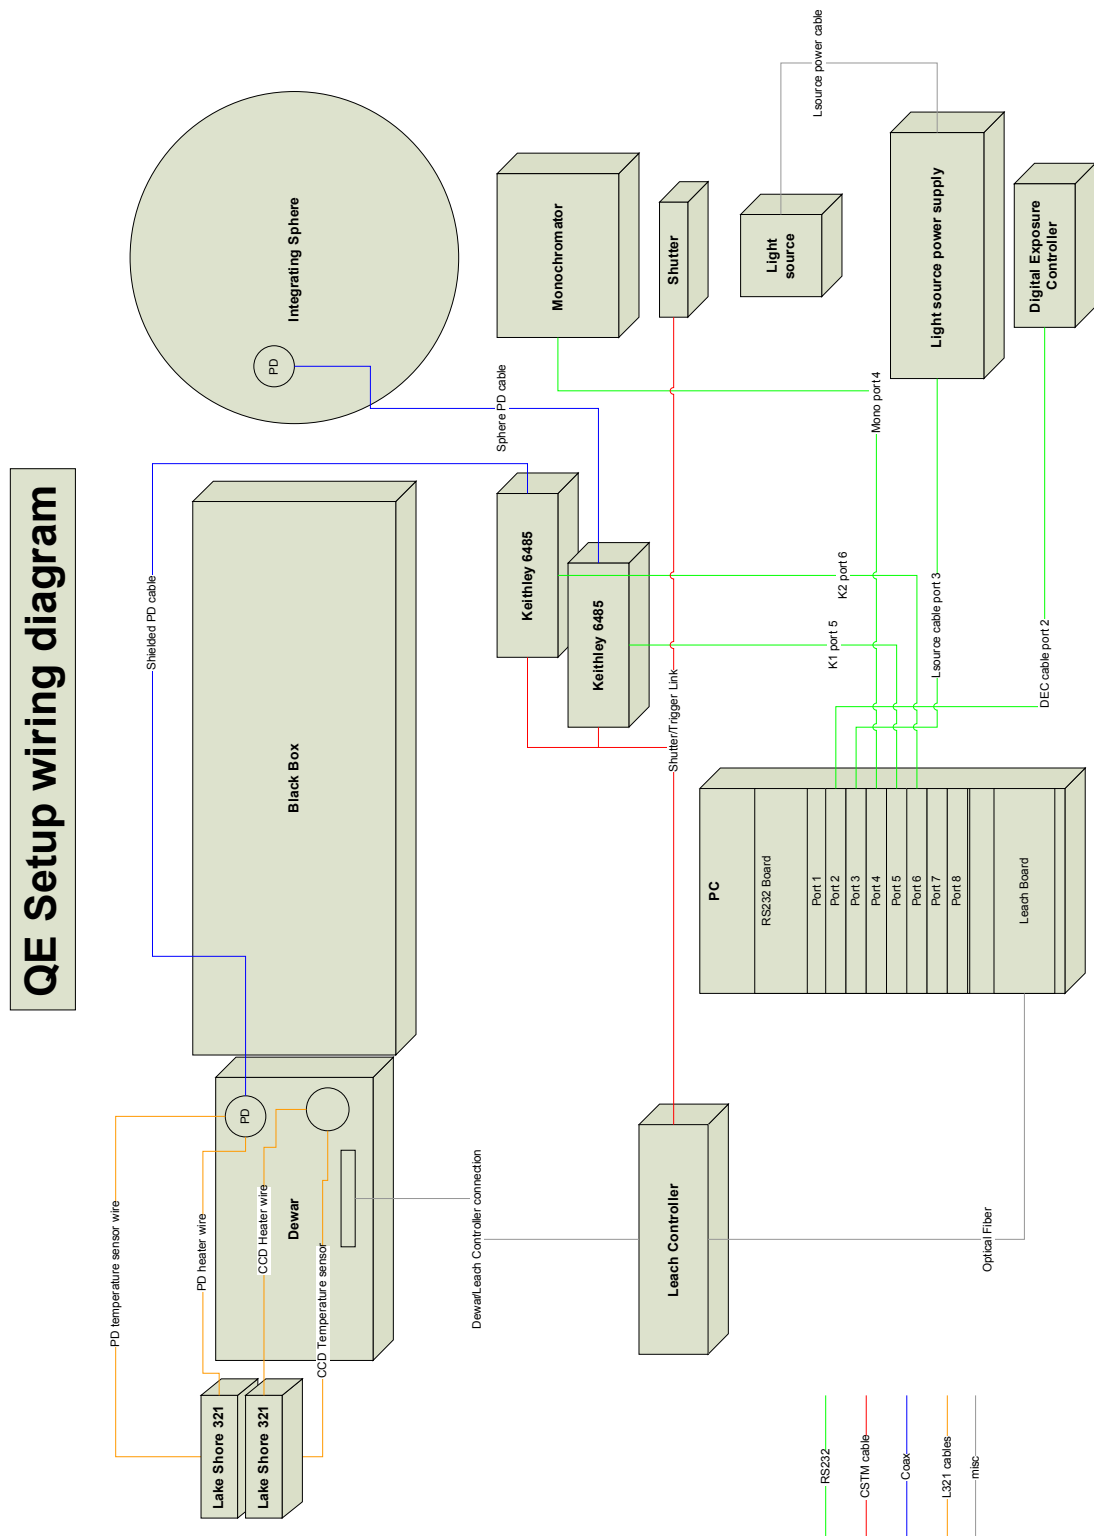 QE Setup wiring diagram
PD temperature sensor wire
PD heater wire
CCD Heater wire
CCD Temperature sensor
Lake Shore 321
Lake Shore 321
Dewar
PD
Shielded PD cable
Black Box
Integrating Sphere
PD
Sphere PD cable
Keithley 6485
Keithley 6485
Monochromator
Shutter
Light
source
Lsource power cable
Light source power supply
Digital Exposure
Controller
Mono port 4
K2 port 6
K1 port 5
Lsource cable port 3
DEC cable port 2
Shutter/Trigger Link
Dewar/Leach Controller connection
Leach Controller
Optical Fiber
PC
RS232 Board
Port 1
Port 2
Port 3
Port 4
Port 5
Port 6
Port 7
Port 8
Leach Board
RS232
CSTM cable
Coax
L321 cables
misc